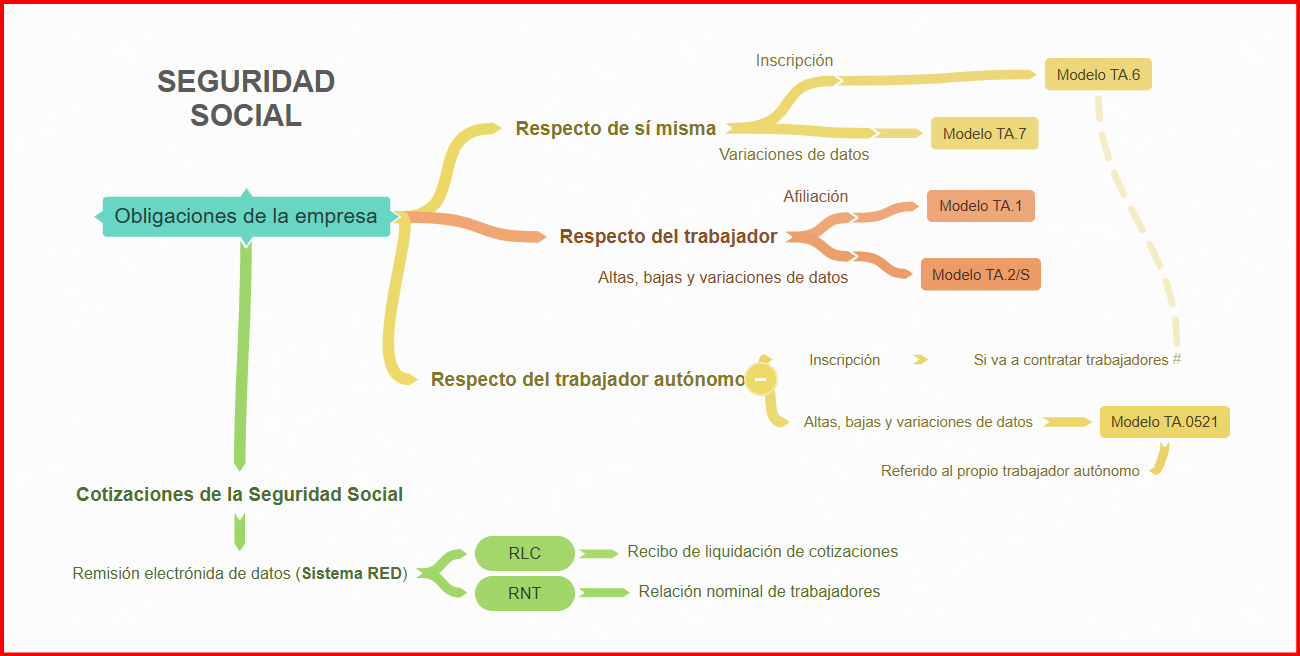 SEGURIDAD
SOCIAL
Obligaciones de la empresa
Respecto de sí misma
Inscripción
Modelo TA.6
Variaciones de datos
Modelo TA.7
Respecto del trabajador
Afiliación
Modelo TA.1
Altas, bajas y variaciones de datos
Modelo TA.2/S
Respecto del trabajador autónomo
Inscripción
Si va a contratar trabajadores #
Altas, bajas y variaciones de datos
Modelo TA.0521
Referido al propio trabajador autónomo
Cotizaciones de la Seguridad Social
Remisión electrónida de datos (Sistema RED)
RLC
Recibo de liquidación de cotizaciones
RNT
Relación nominal de trabajadores